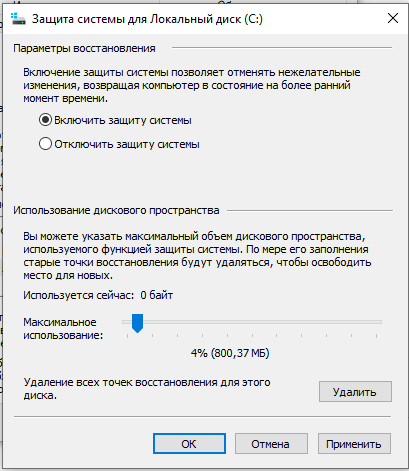 Защита системы для Локальный диск (C:)
Параметры восстановления
Включение защиты системы позволяет отменять нежелательные
изменения, возвращая компьютер в состояние на более ранний
момент времени.
Включить защиту системы
Отключить защиту системы
Использование дискового пространства
Вы можете указать максимальный объем дискового пространства,
используемого функцией защиты системы. По мере его заполнения
старые точки восстановления будут удаляться, чтобы освободить
место для новых.
Используется сейчас: 0 байт
Максимальное
использование:
4% (800,37 МБ)
Удаление всех точек восстановления для этого
диска.
Удалить
ОК
Отмена
Применить